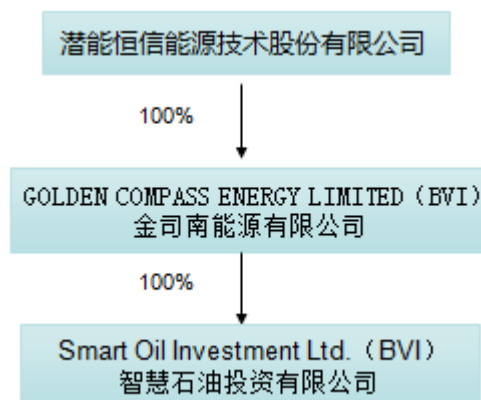 潜能恒信能源技术股份有限公司
100%
GOLDEN COMPASS ENERGY LIMITED（BVI）
金司南能源有限公司
100%
Smart Oil Investment Ltd.（BVI）
智慧石油投资有限公司